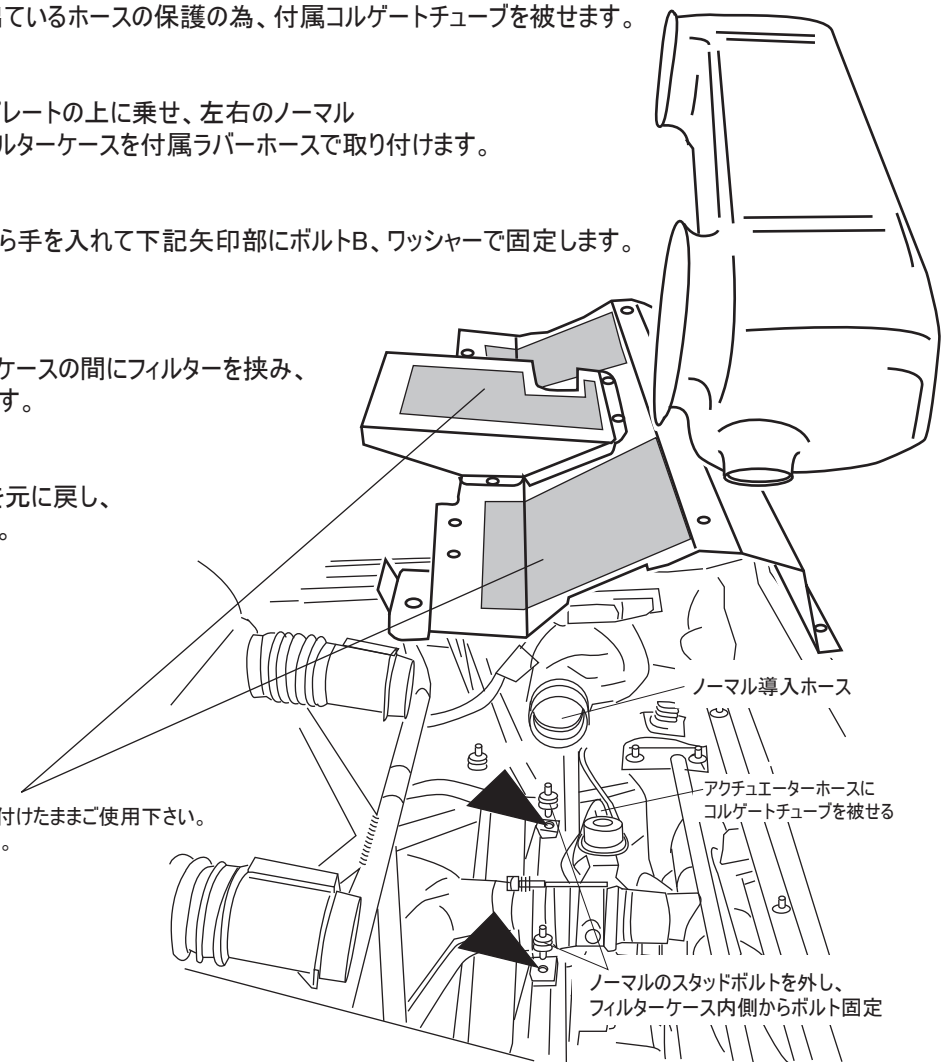 ているホースの保護の為、付属コルゲートチューブを被せます。
レートの上に乗せ、左右のノーマル
ルターケースを付属ラバーホースで取り付けます。
ら手を入れて下記矢印部にボルトB、ワッシャーで固定します。
ケースの間にフィルターを挟み、
す。
を元に戻し、
。
ノーマル導入ホース
アクチュエーターホースに
コルゲートチューブを被せる
付けたままご使用下さい。
。
ノーマルのスタッドボルトを外し、
フィルターケース内側からボルト固定